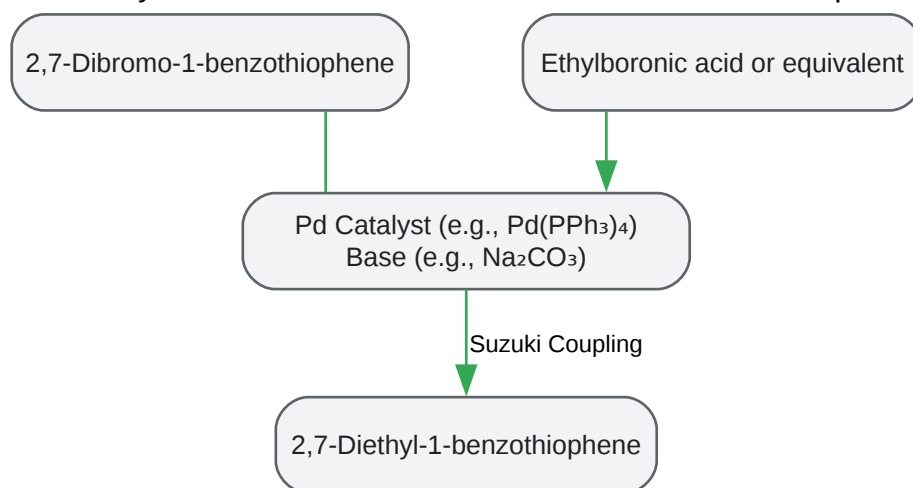 2,7-Dibromo-1-benzothiophene
Ethylboronic acid or equivalent
Pd Catalyst (e.g., Pd(PPh₃)₄)
Base (e.g., Na₂CO₃)
Suzuki Coupling
2,7-Diethyl-1-benzothiophene